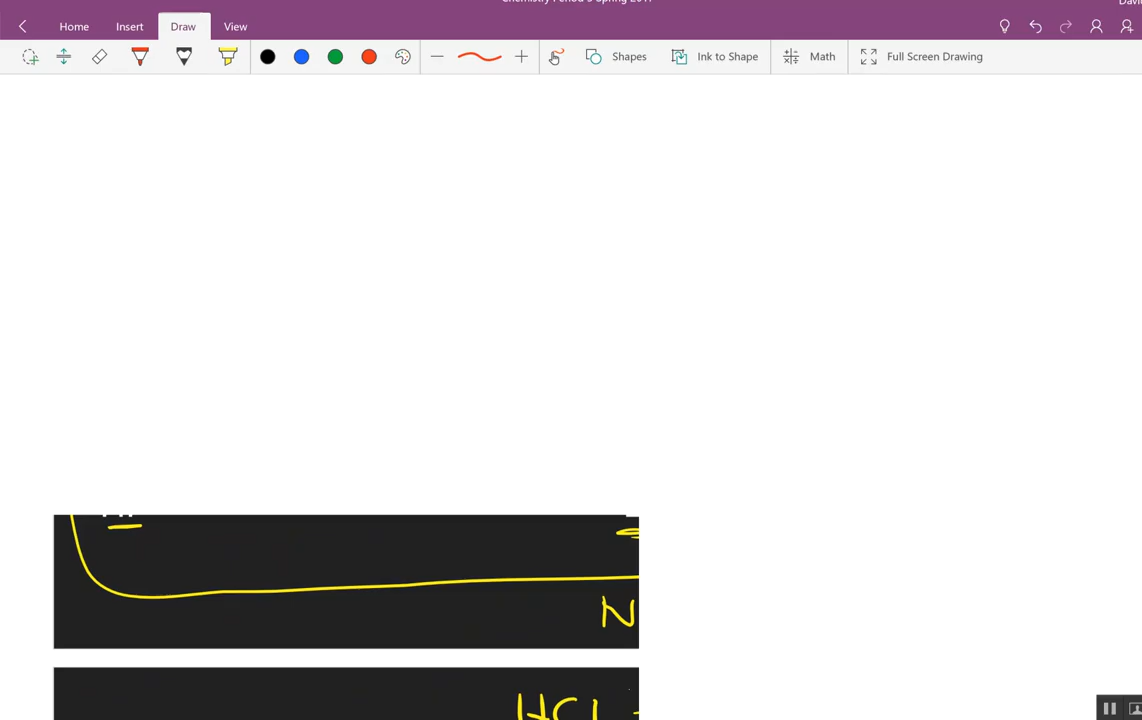 Home Insert Draw View
Shapes Ink to Shape Math Full Screen Drawing
N
HCl